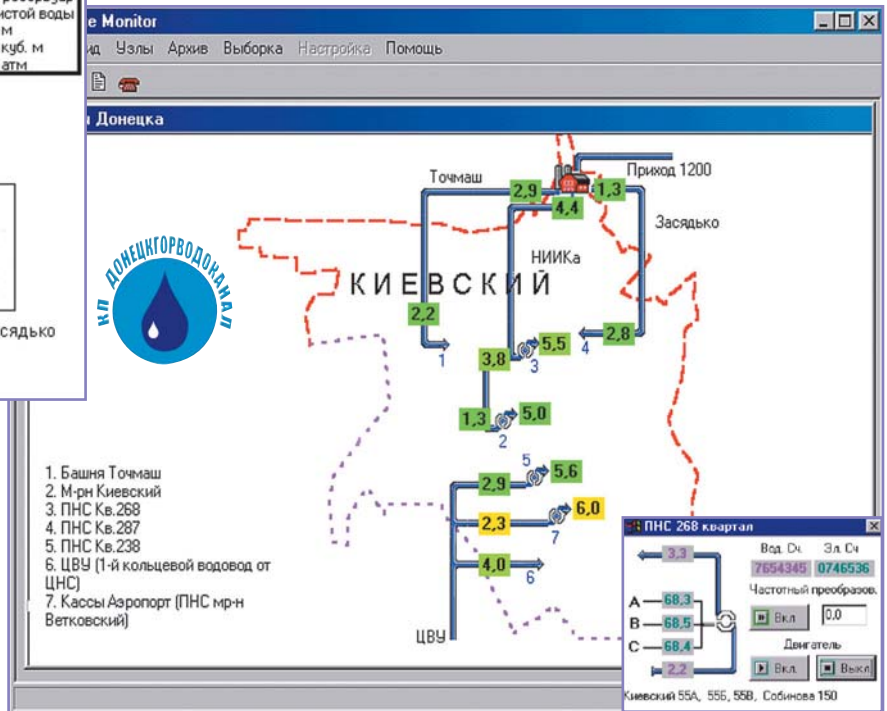 истой воды
м
куб. м
атм
сядько
e Monitor
ид Узлы Архив Выборка Настройка Помощь
Донецка
КП ДОНЕЦКГОРВОДОКАНАЛ
Точмаш
Приход 1200
2,9
1,3
4,4
Засядько
НИИКа
КИЕВСКИЙ
2,2
2,8
1
3,8
5,5
3
4
1,3
5,0
2
5
2,9
5,6
2,3
6,0
7
4,0
6
ЦВУ
1. Башня Точмаш
2. М-рн Киевский
3. ПНС Кв.268
4. ПНС Кв.287
5. ПНС Кв.238
6. ЦВУ (1-й кольцевой водовод от
ЦНС)
7. Кассы Аэропорт (ПНС мр-н
Ветковский)
ПНС 268 квартал
3,3
Вод. Сч. Эл. Сч
7654345 0746536
Частотный преобразов.
A 68,3
B 68,5
C 68,4
Вкл 0,0
Двигатель
2,2
Вкл. Выкл.
Киевский 55А, 55Б, 55В, Собинова 150